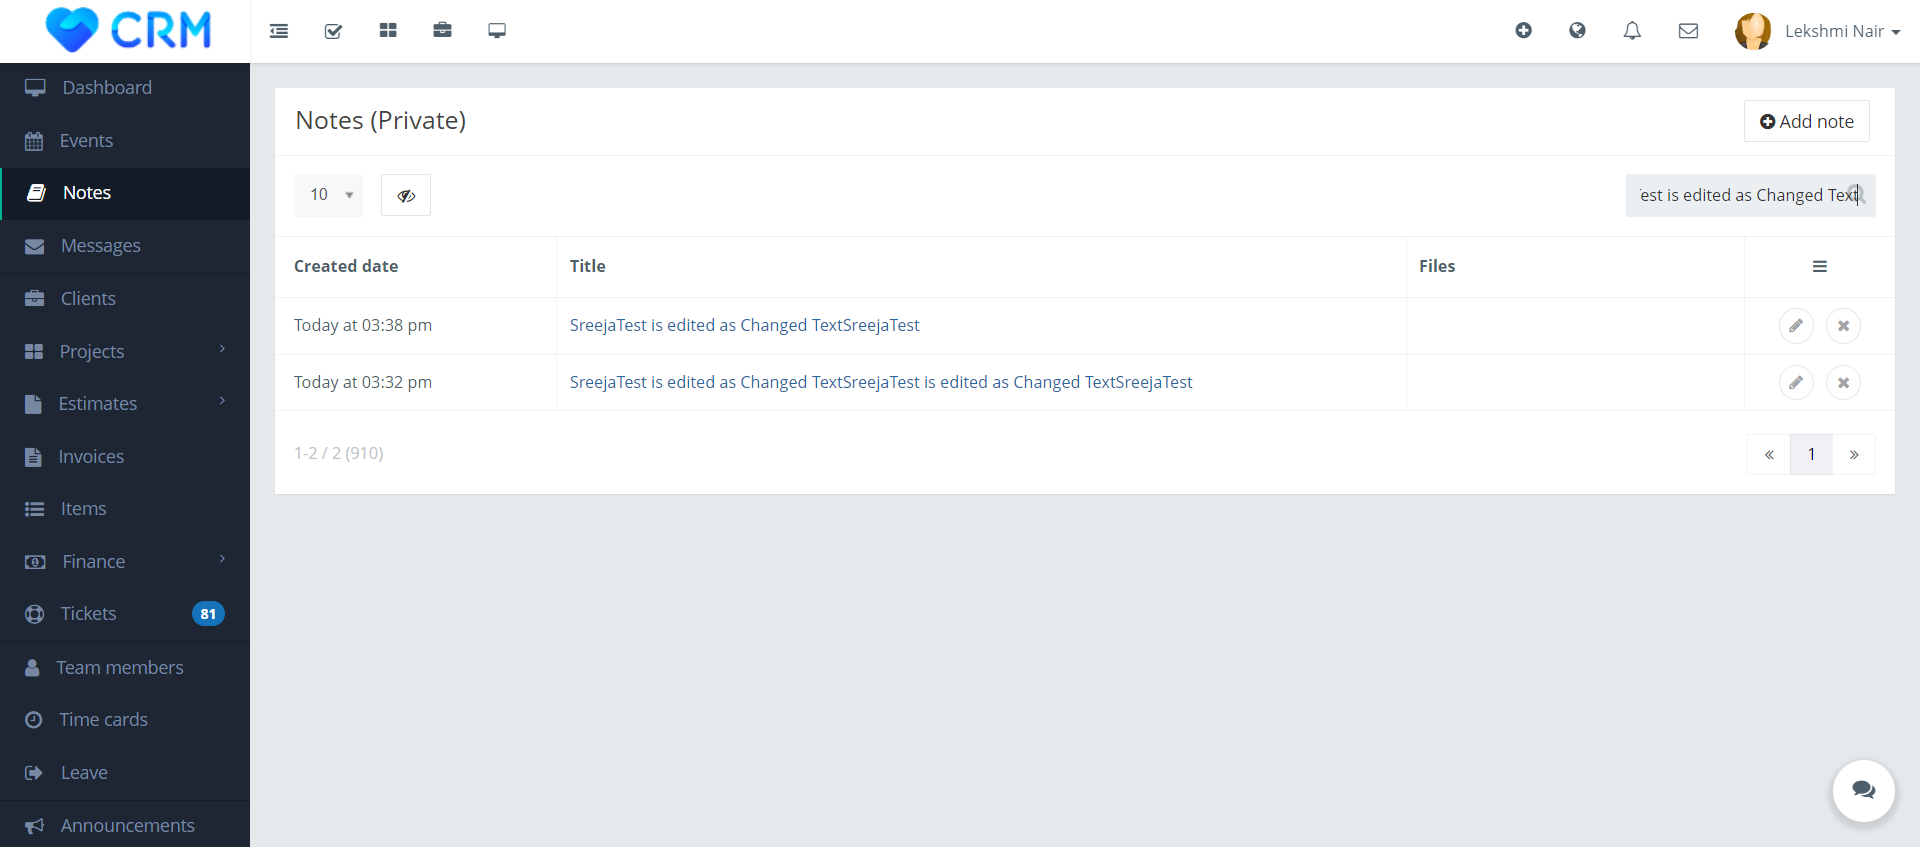 CRM
Lekshmi Nair
Dashboard
Events
Notes
Messages
Clients
Projects
Estimates
Invoices
Items
Finance
Tickets 81
Team members
Time cards
Leave
Announcements
Notes (Private)
Add note
10
est is edited as Changed Text
Created date Title Files
Today at 03:38 pm SreejaTest is edited as Changed TextSreejaTest
Today at 03:32 pm SreejaTest is edited as Changed TextSreejaTest is edited as Changed TextSreejaTest
1-2 / 2 (910)
« 1 »